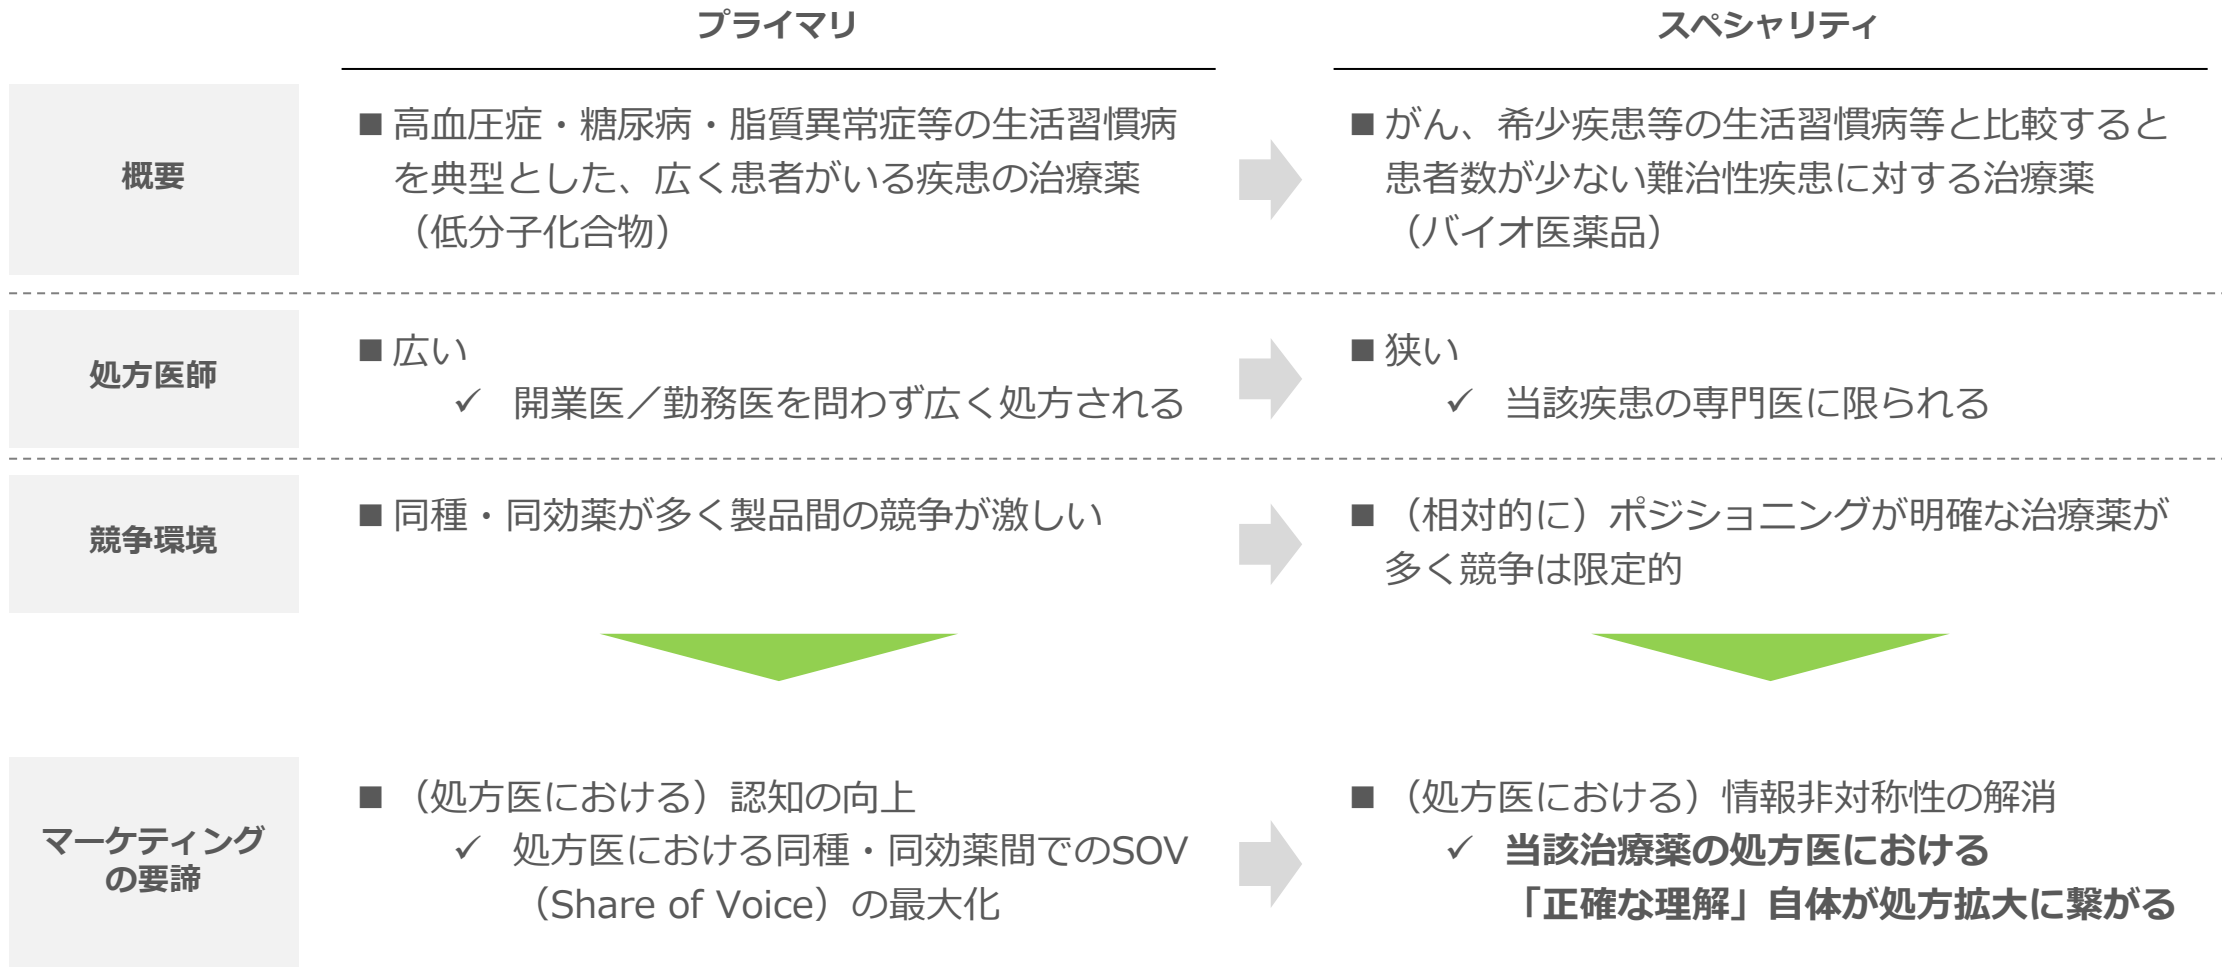 プライマリ
スペシャリティ
概要
■ 高血圧症・糖尿病・脂質異常症等の生活習慣病
を典型とした、広く患者がいる疾患の治療薬
（低分子化合物）
■ がん、希少疾患等の生活習慣病等と比較すると
患者数が少ない難治性疾患に対する治療薬
（バイオ医薬品）
処方医師
■ 広い
✓ 開業医／勤務医を問わず広く処方される
■ 狭い
✓ 当該疾患の専門医に限られる
競争環境
■ 同種・同効薬が多く製品間の競争が激しい
■ （相対的に）ポジショニングが明確な治療薬が
多く競争は限定的
マーケティング
の要諦
■ （処方医における）認知の向上
✓ 処方医における同種・同効薬間でのSOV
（Share of Voice）の最大化
■ （処方医における）情報非対称性の解消
✓ 当該治療薬の処方医における
「正確な理解」自体が処方拡大に繋がる